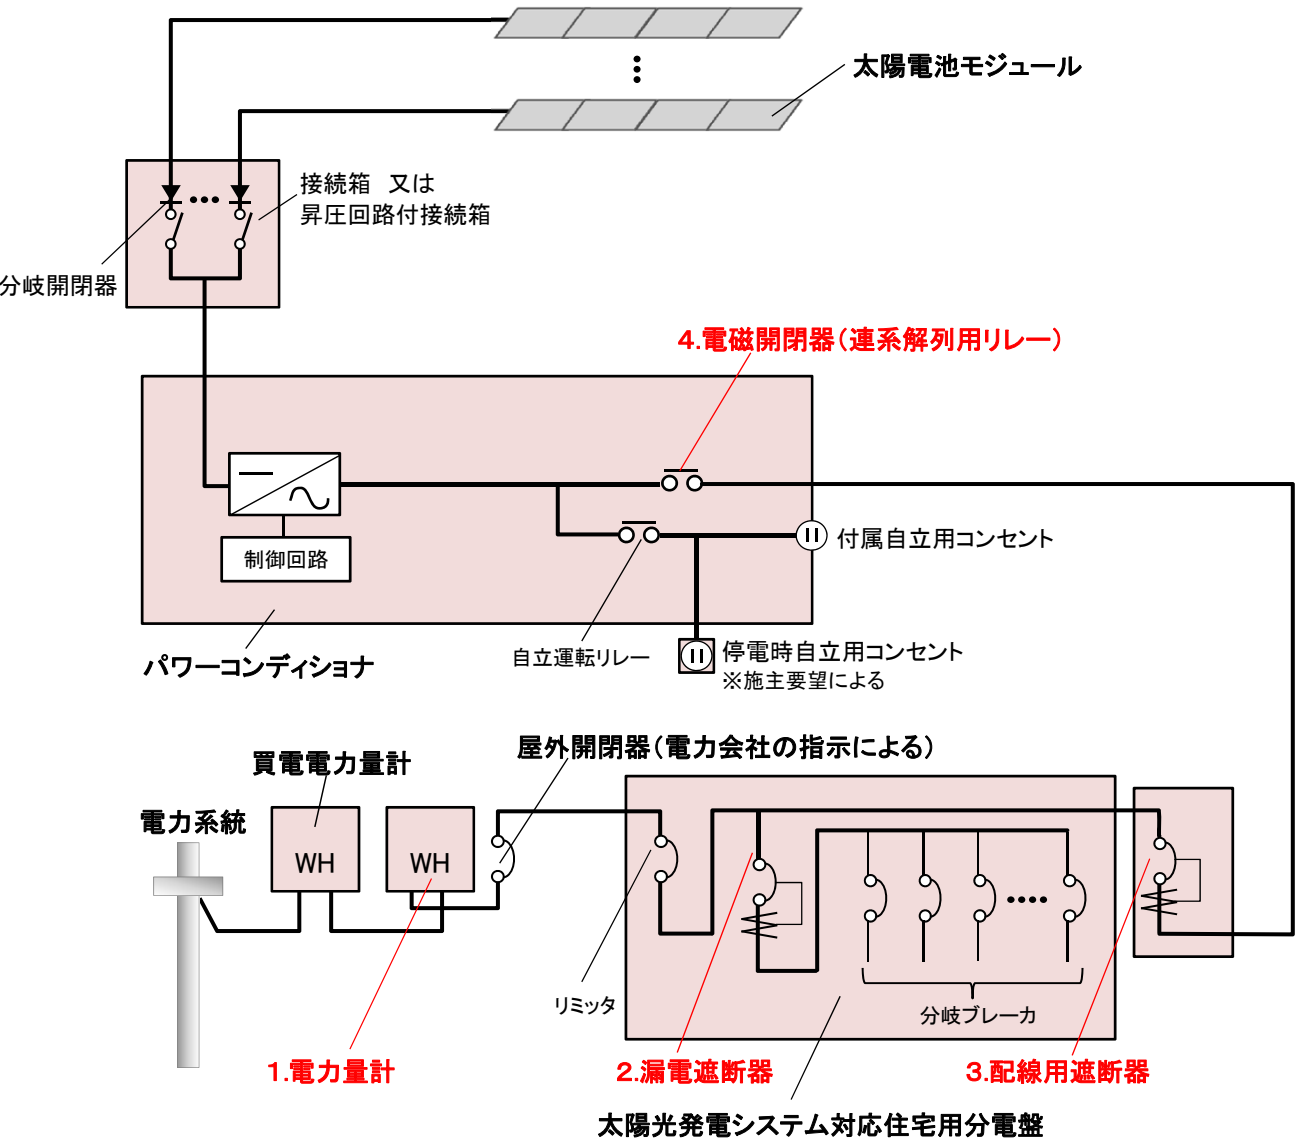 太陽電池モジュール
接続箱　又は
昇圧回路付接続箱
分岐開閉器
4.電磁開閉器（連系解列用リレー）
制御回路
付属自立用コンセント
パワーコンディショナ
自立運転リレー
停電時自立用コンセント
※施主要望による
屋外開閉器（電力会社の指示による）
買電電力量計
電力系統
WH
WH
リミッタ
分岐ブレーカ
1.電力量計
2.漏電遮断器
3.配線用遮断器
太陽光発電システム対応住宅用分電盤